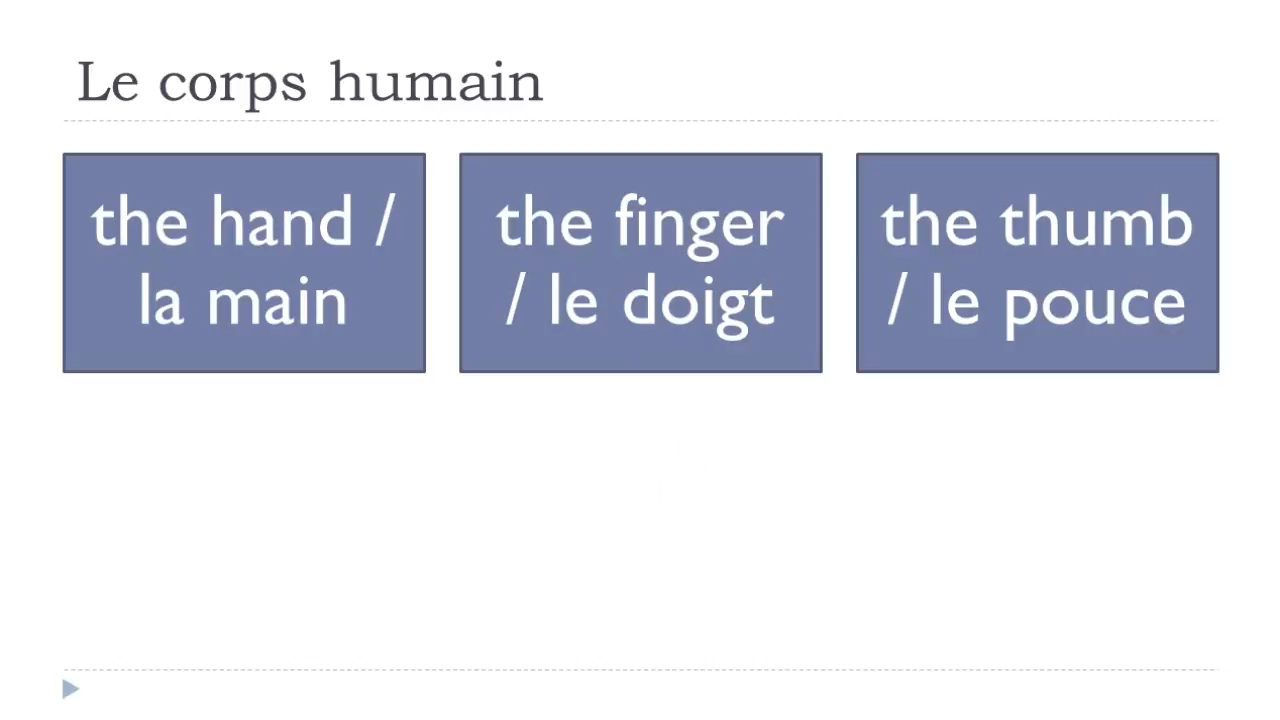 Le corps humain
the hand /
la main
the finger
/ le doigt
the thumb
/ le pouce